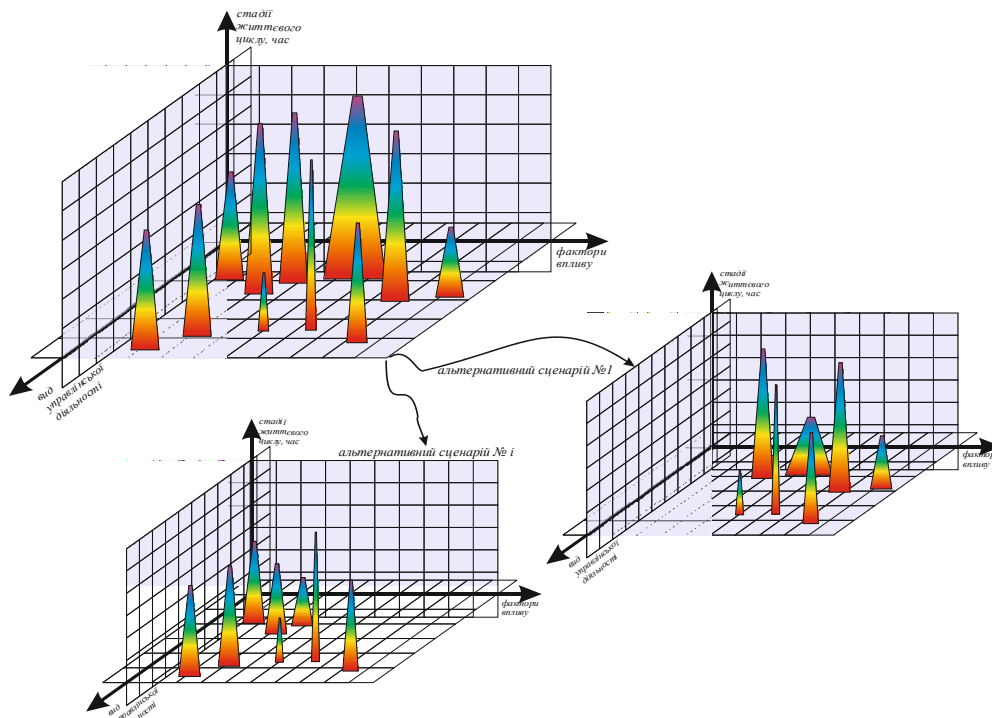 стадії
життєвого
циклу, час
фактори
впливу
вид
управлінської
діяльності
стадії
життєвого
циклу, час
альтернативний сценарій №1
фактори
впливу
вид
управлінської
діяльності
стадії
життєвого
циклу, час
альтернативний сценарій № і
фактори
впливу
вид